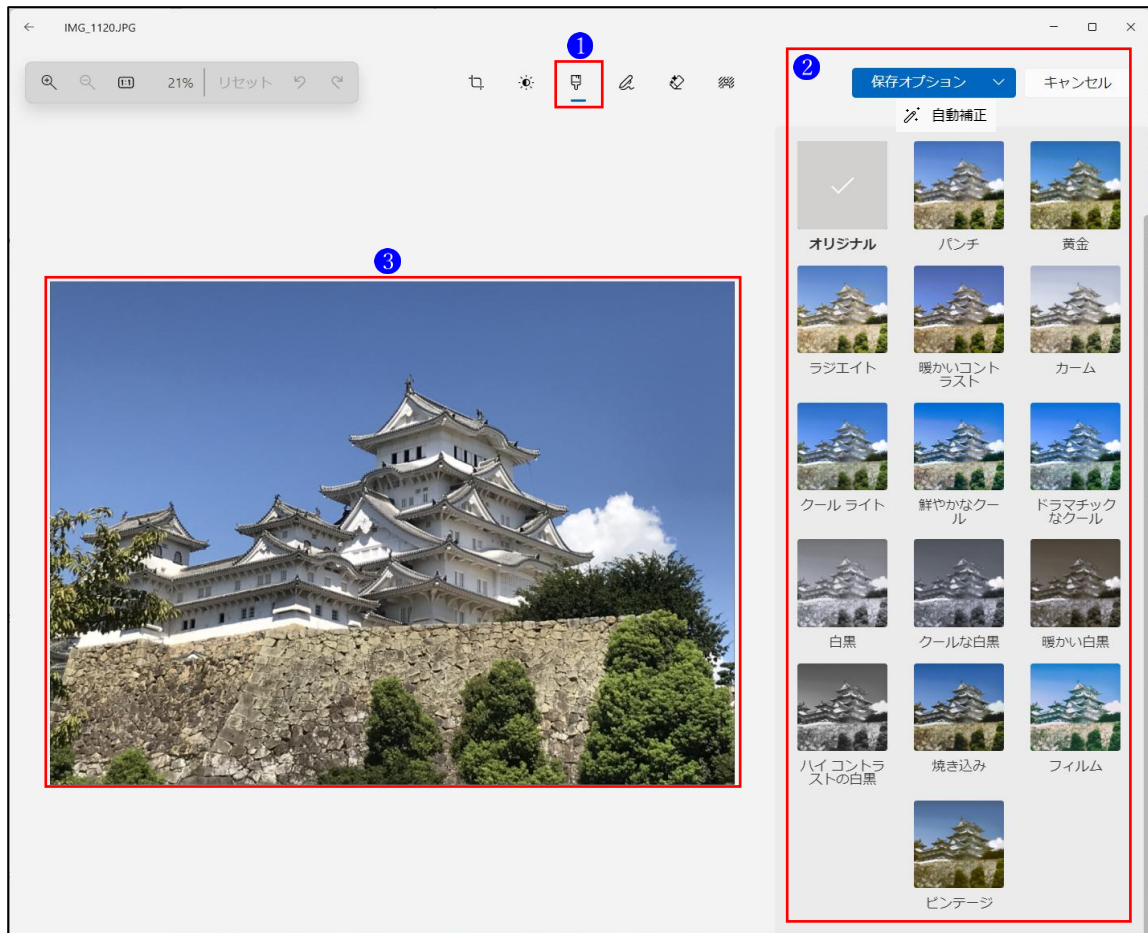 IMG_1120.JPG
1
2
1:1
21%
リセット
保存オプション
キャンセル
自動補正
オリジナル
パンチ
黄金
3
ラジエイト
暖かいコント
ラスト
カーム
クール ライト
鮮やかなクー
ル
ドラマチック
なクール
白黒
クールな白黒
暖かい白黒
ハイ コントラ
ストの白黒
焼き込み
フィルム
ビンテージ